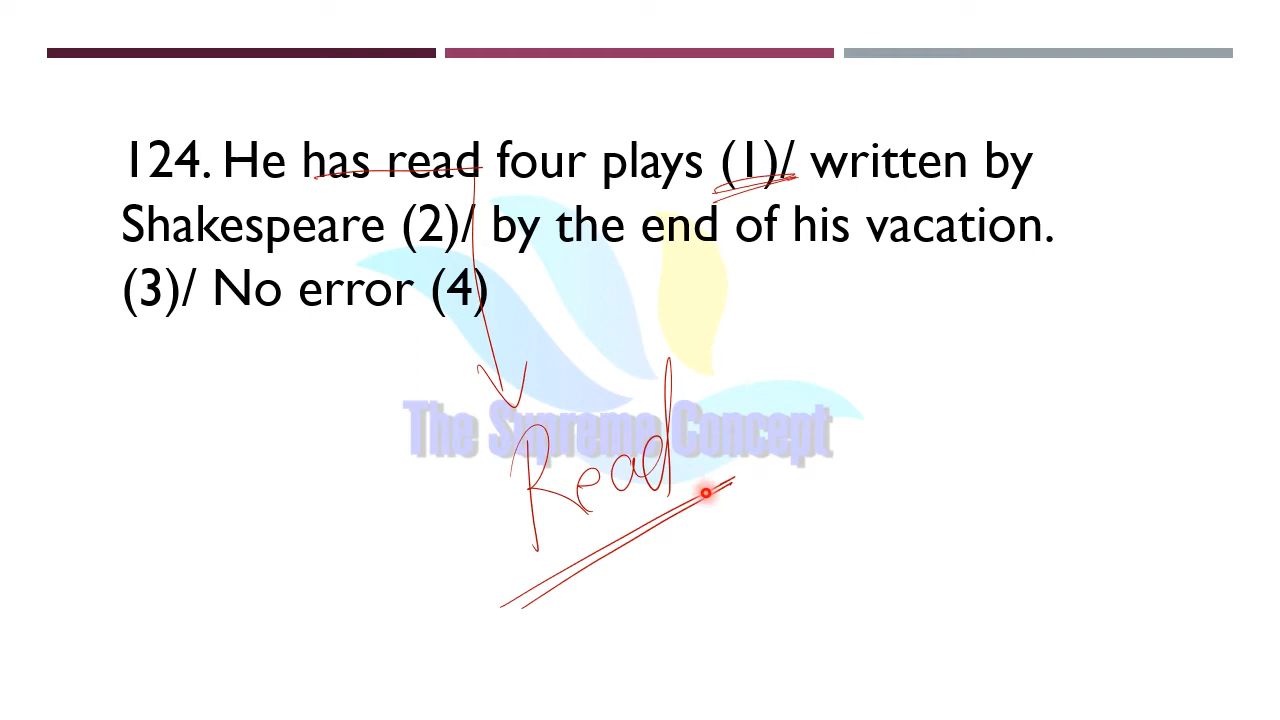 124. He has read four plays (1)/ written by
Shakespeare (2)/ by the end of his vacation.
(3)/ No error (4)
The Supreme Concept
Read